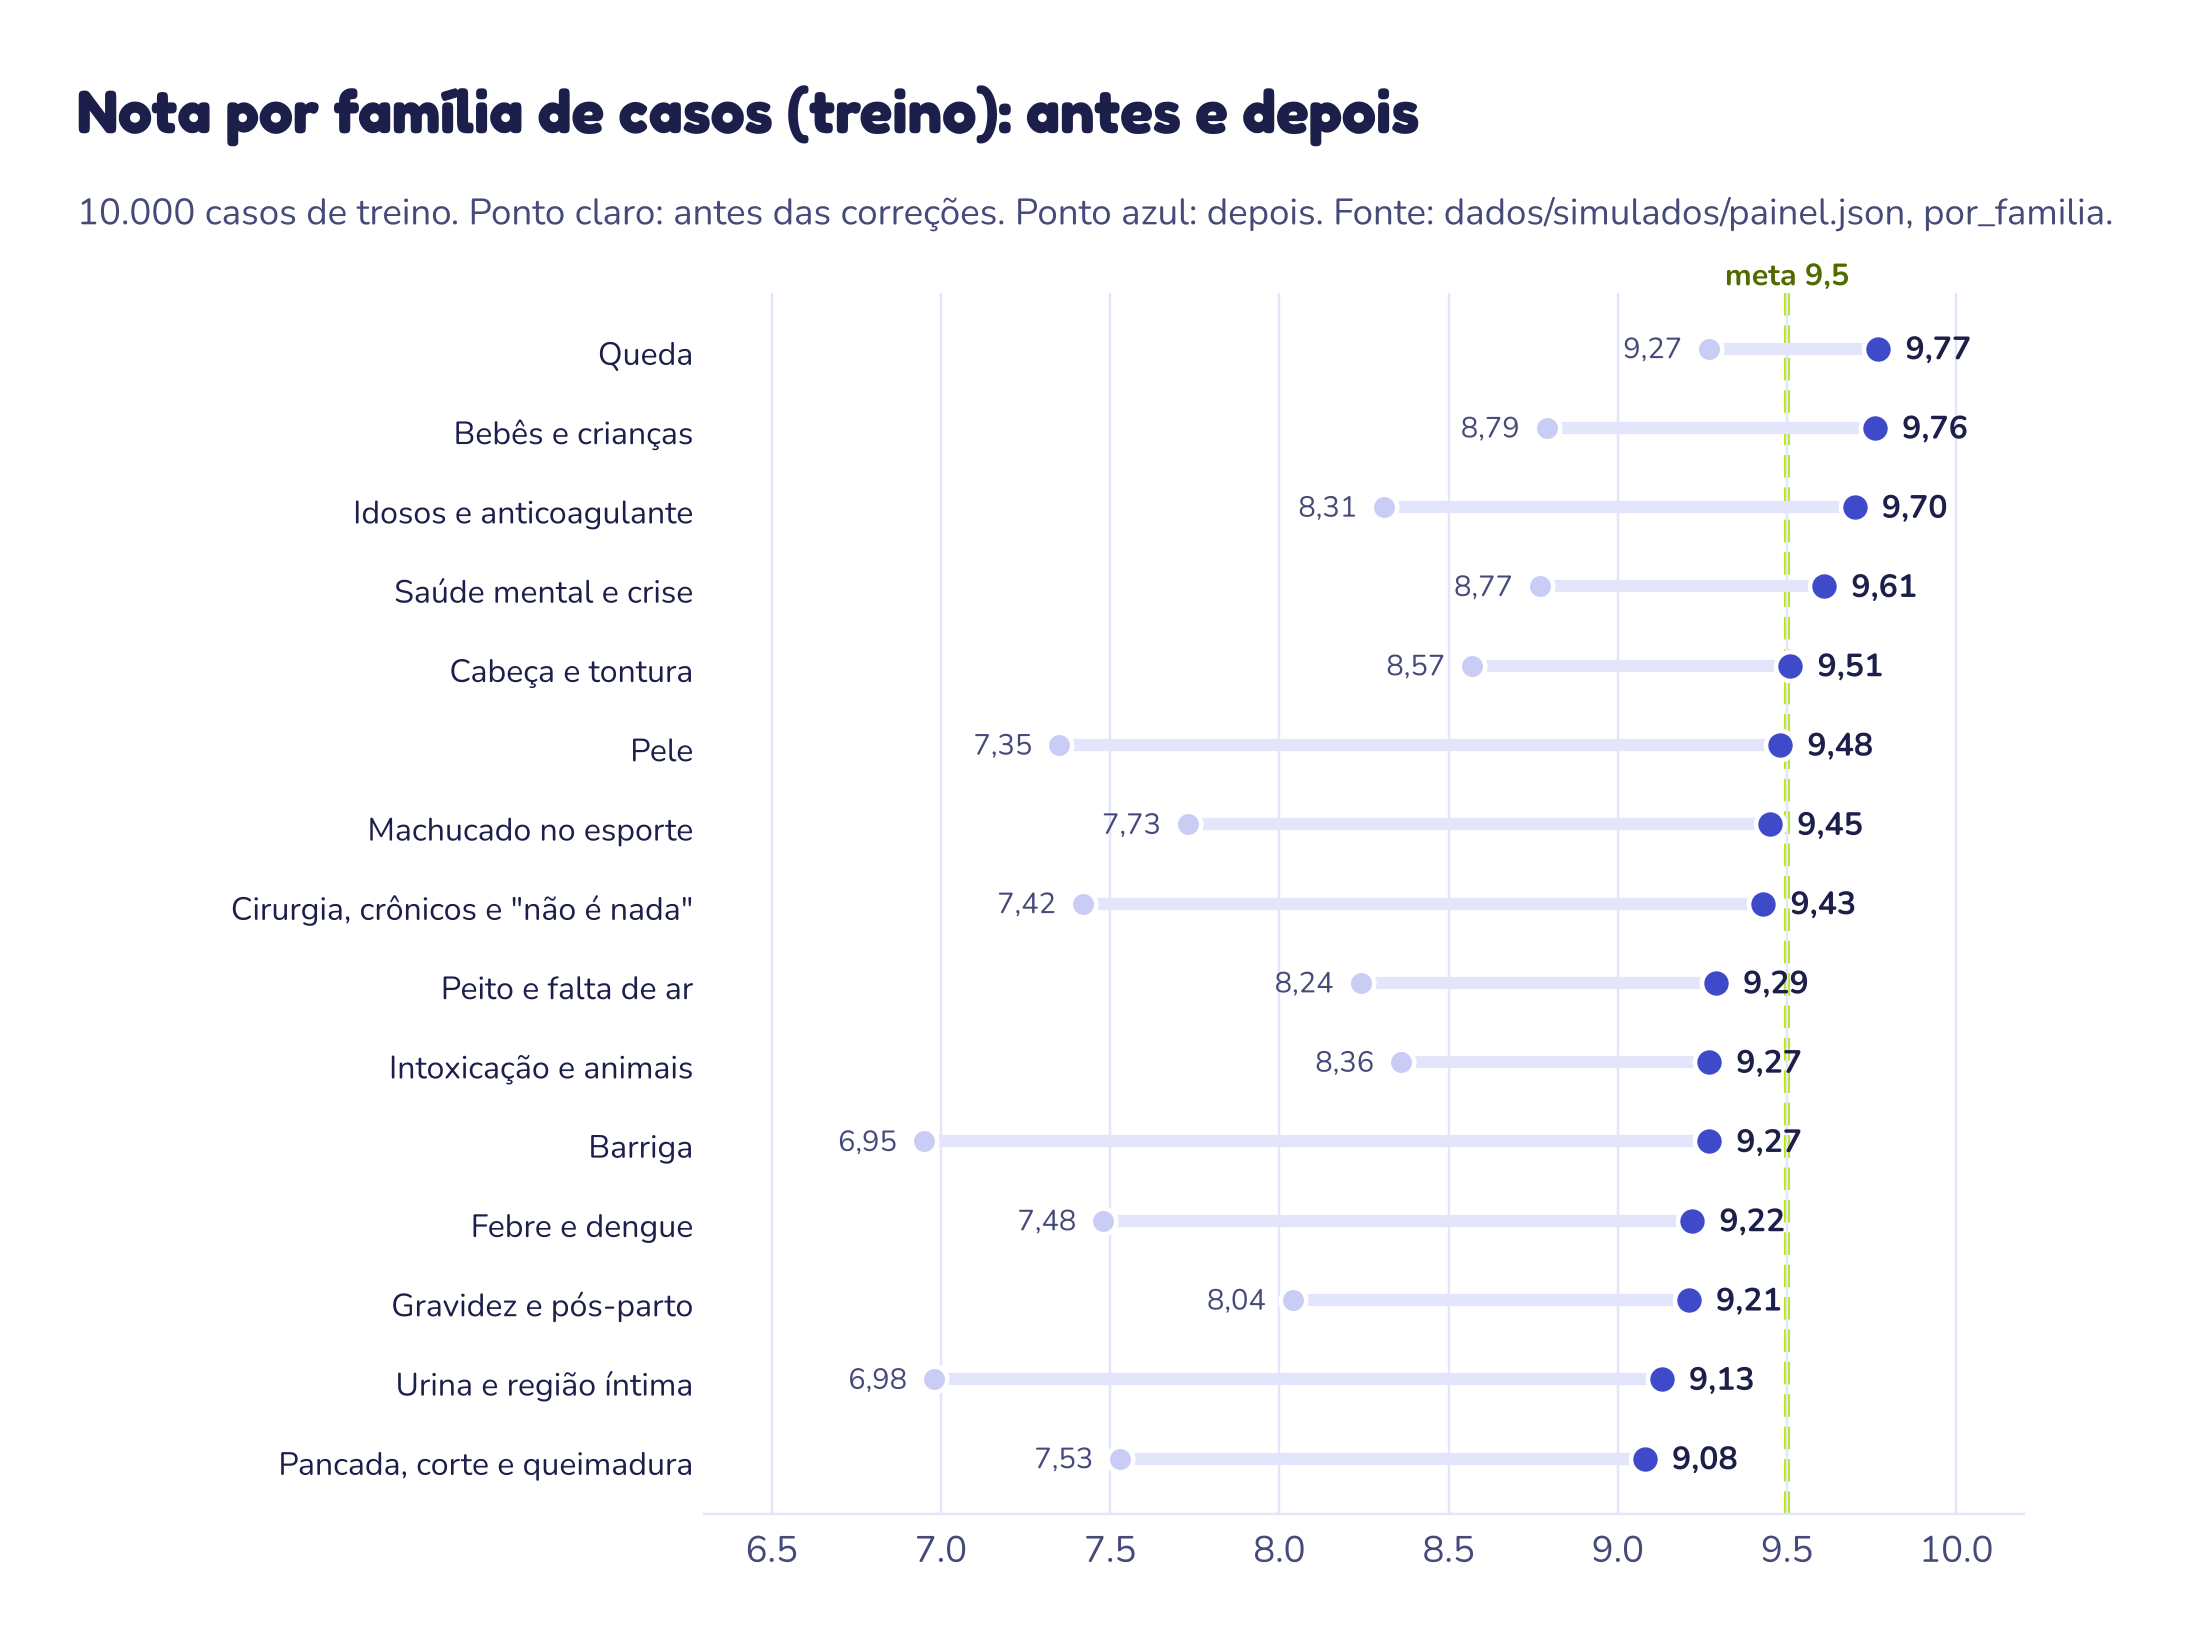 Nota por família de casos (treino): antes e depois
10.000 casos de treino. Ponto claro: antes das correções. Ponto azul: depois. Fonte: dados/simulados/painel.json, por_familia.
meta 9,5
Queda 9,27 9,77
Bebês e crianças 8,79 9,76
Idosos e anticoagulante 8,31 9,70
Saúde mental e crise 8,77 9,61
Cabeça e tontura 8,57 9,51
Pele 7,35 9,48
Machucado no esporte 7,73 9,45
Cirurgia, crônicos e "não é nada" 7,42 9,43
Peito e falta de ar 8,24 9,29
Intoxicação e animais 8,36 9,27
Barriga 6,95 9,27
Febre e dengue 7,48 9,22
Gravidez e pós-parto 8,04 9,21
Urina e região íntima 6,98 9,13
Pancada, corte e queimadura 7,53 9,08
6.5 7.0 7.5 8.0 8.5 9.0 9.5 10.0